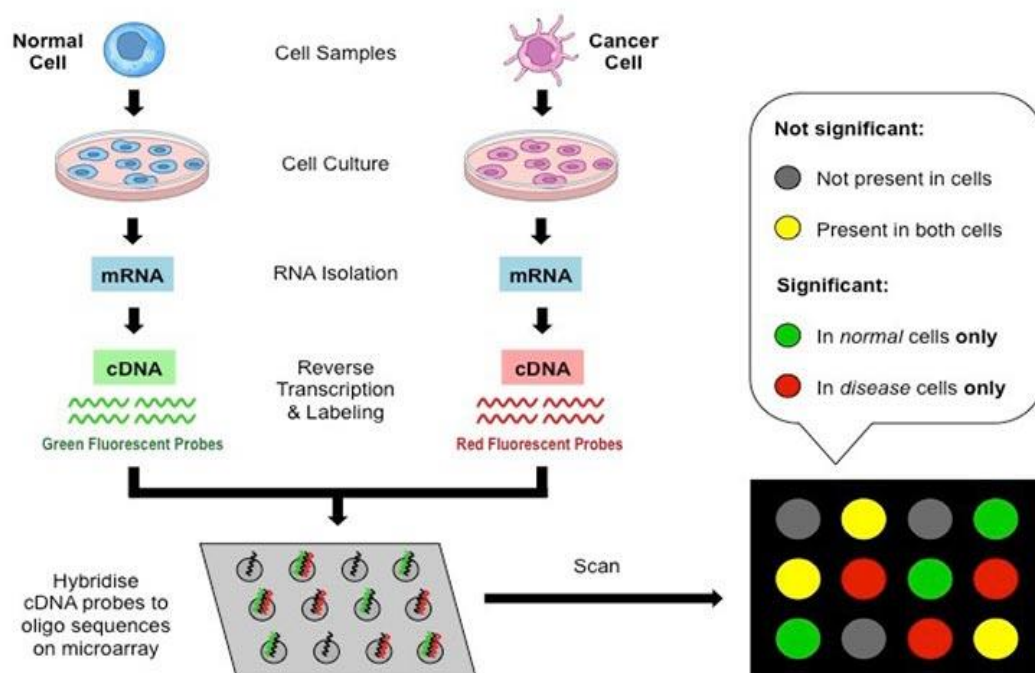 Normal
Cell
Cell Samples
Cancer
Cell
Cell Culture
mRNA
RNA Isolation
mRNA
cDNA
Reverse
Transcription
& Labeling
cDNA
Green Fluorescent Probes
Red Fluorescent Probes
Hybridise
cDNA probes to
oligo sequences
on microarray
Scan
Not significant:
Not present in cells
Present in both cells
Significant:
In normal cells only
In disease cells only